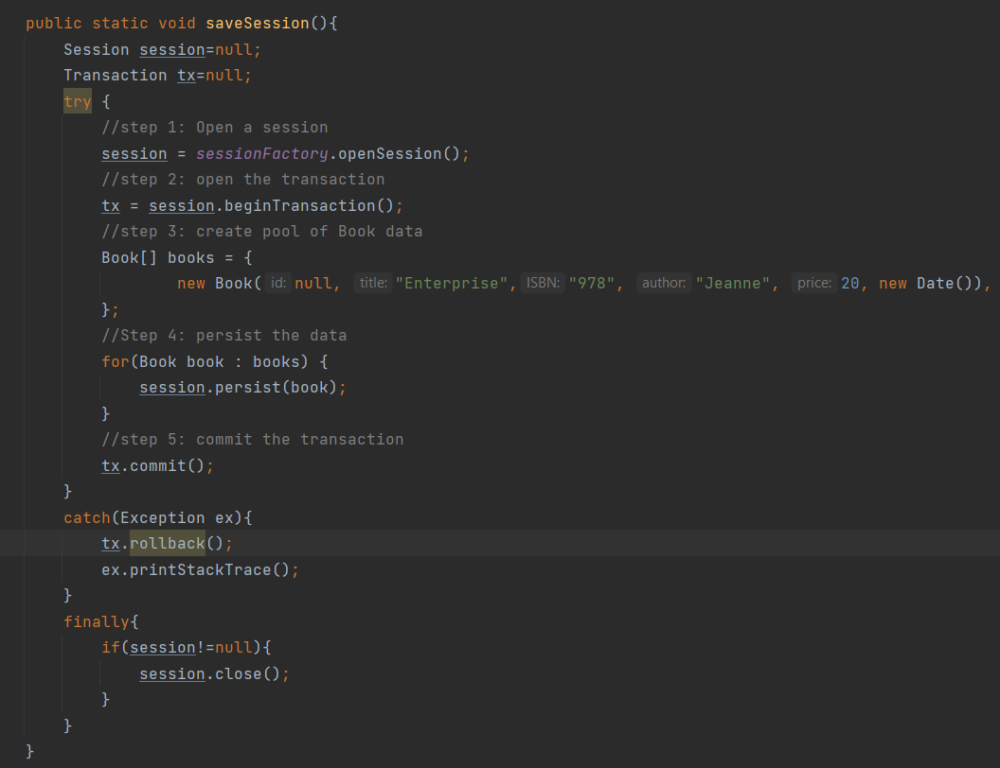 public static void saveSession(){
    Session session=null;
    Transaction tx=null;
    try {
        //step 1: Open a session
        session = sessionFactory.openSession();
        //step 2: open the transaction
        tx = session.beginTransaction();
        //step 3: create pool of Book data
        Book[] books = {
                new Book( id: null, title: "Enterprise", ISBN: "978", author: "Jeanne", price: 20, new Date()),
        };
        //Step 4: persist the data
        for(Book book : books) {
            session.persist(book);
        }
        //step 5: commit the transaction
        tx.commit();
    }
    catch(Exception ex){
        tx.rollback();
        ex.printStackTrace();
    }
    finally{
        if(session!=null){
            session.close();
        }
    }
}